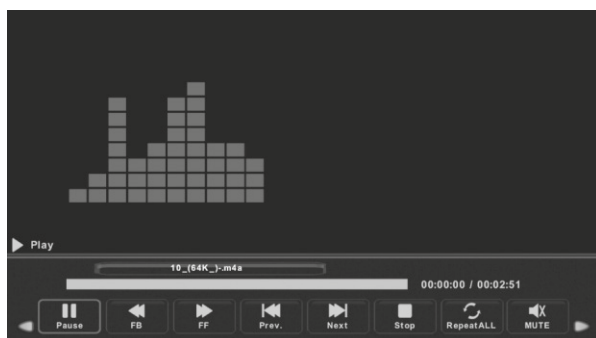 Play
10_(64K_)-.m4a
00:00:00 / 00:02:51
Pause FB FF Prev. Next Stop RepeatALL MUTE